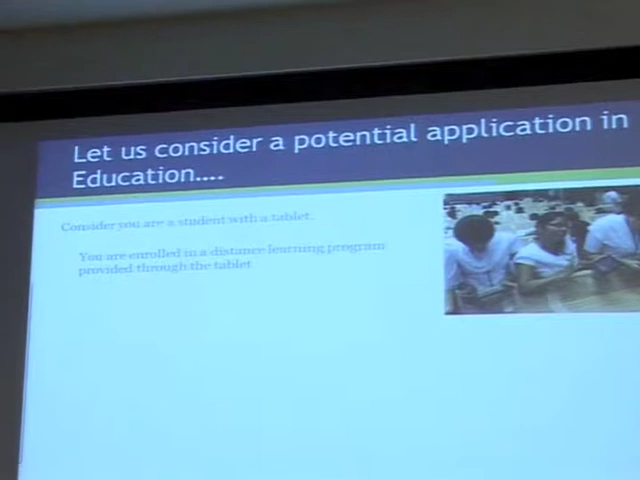 Let us consider a potential application in
Education....
Consider you are a student with a tablet.
You are enrolled in a distance learning program
provided through the tablet.